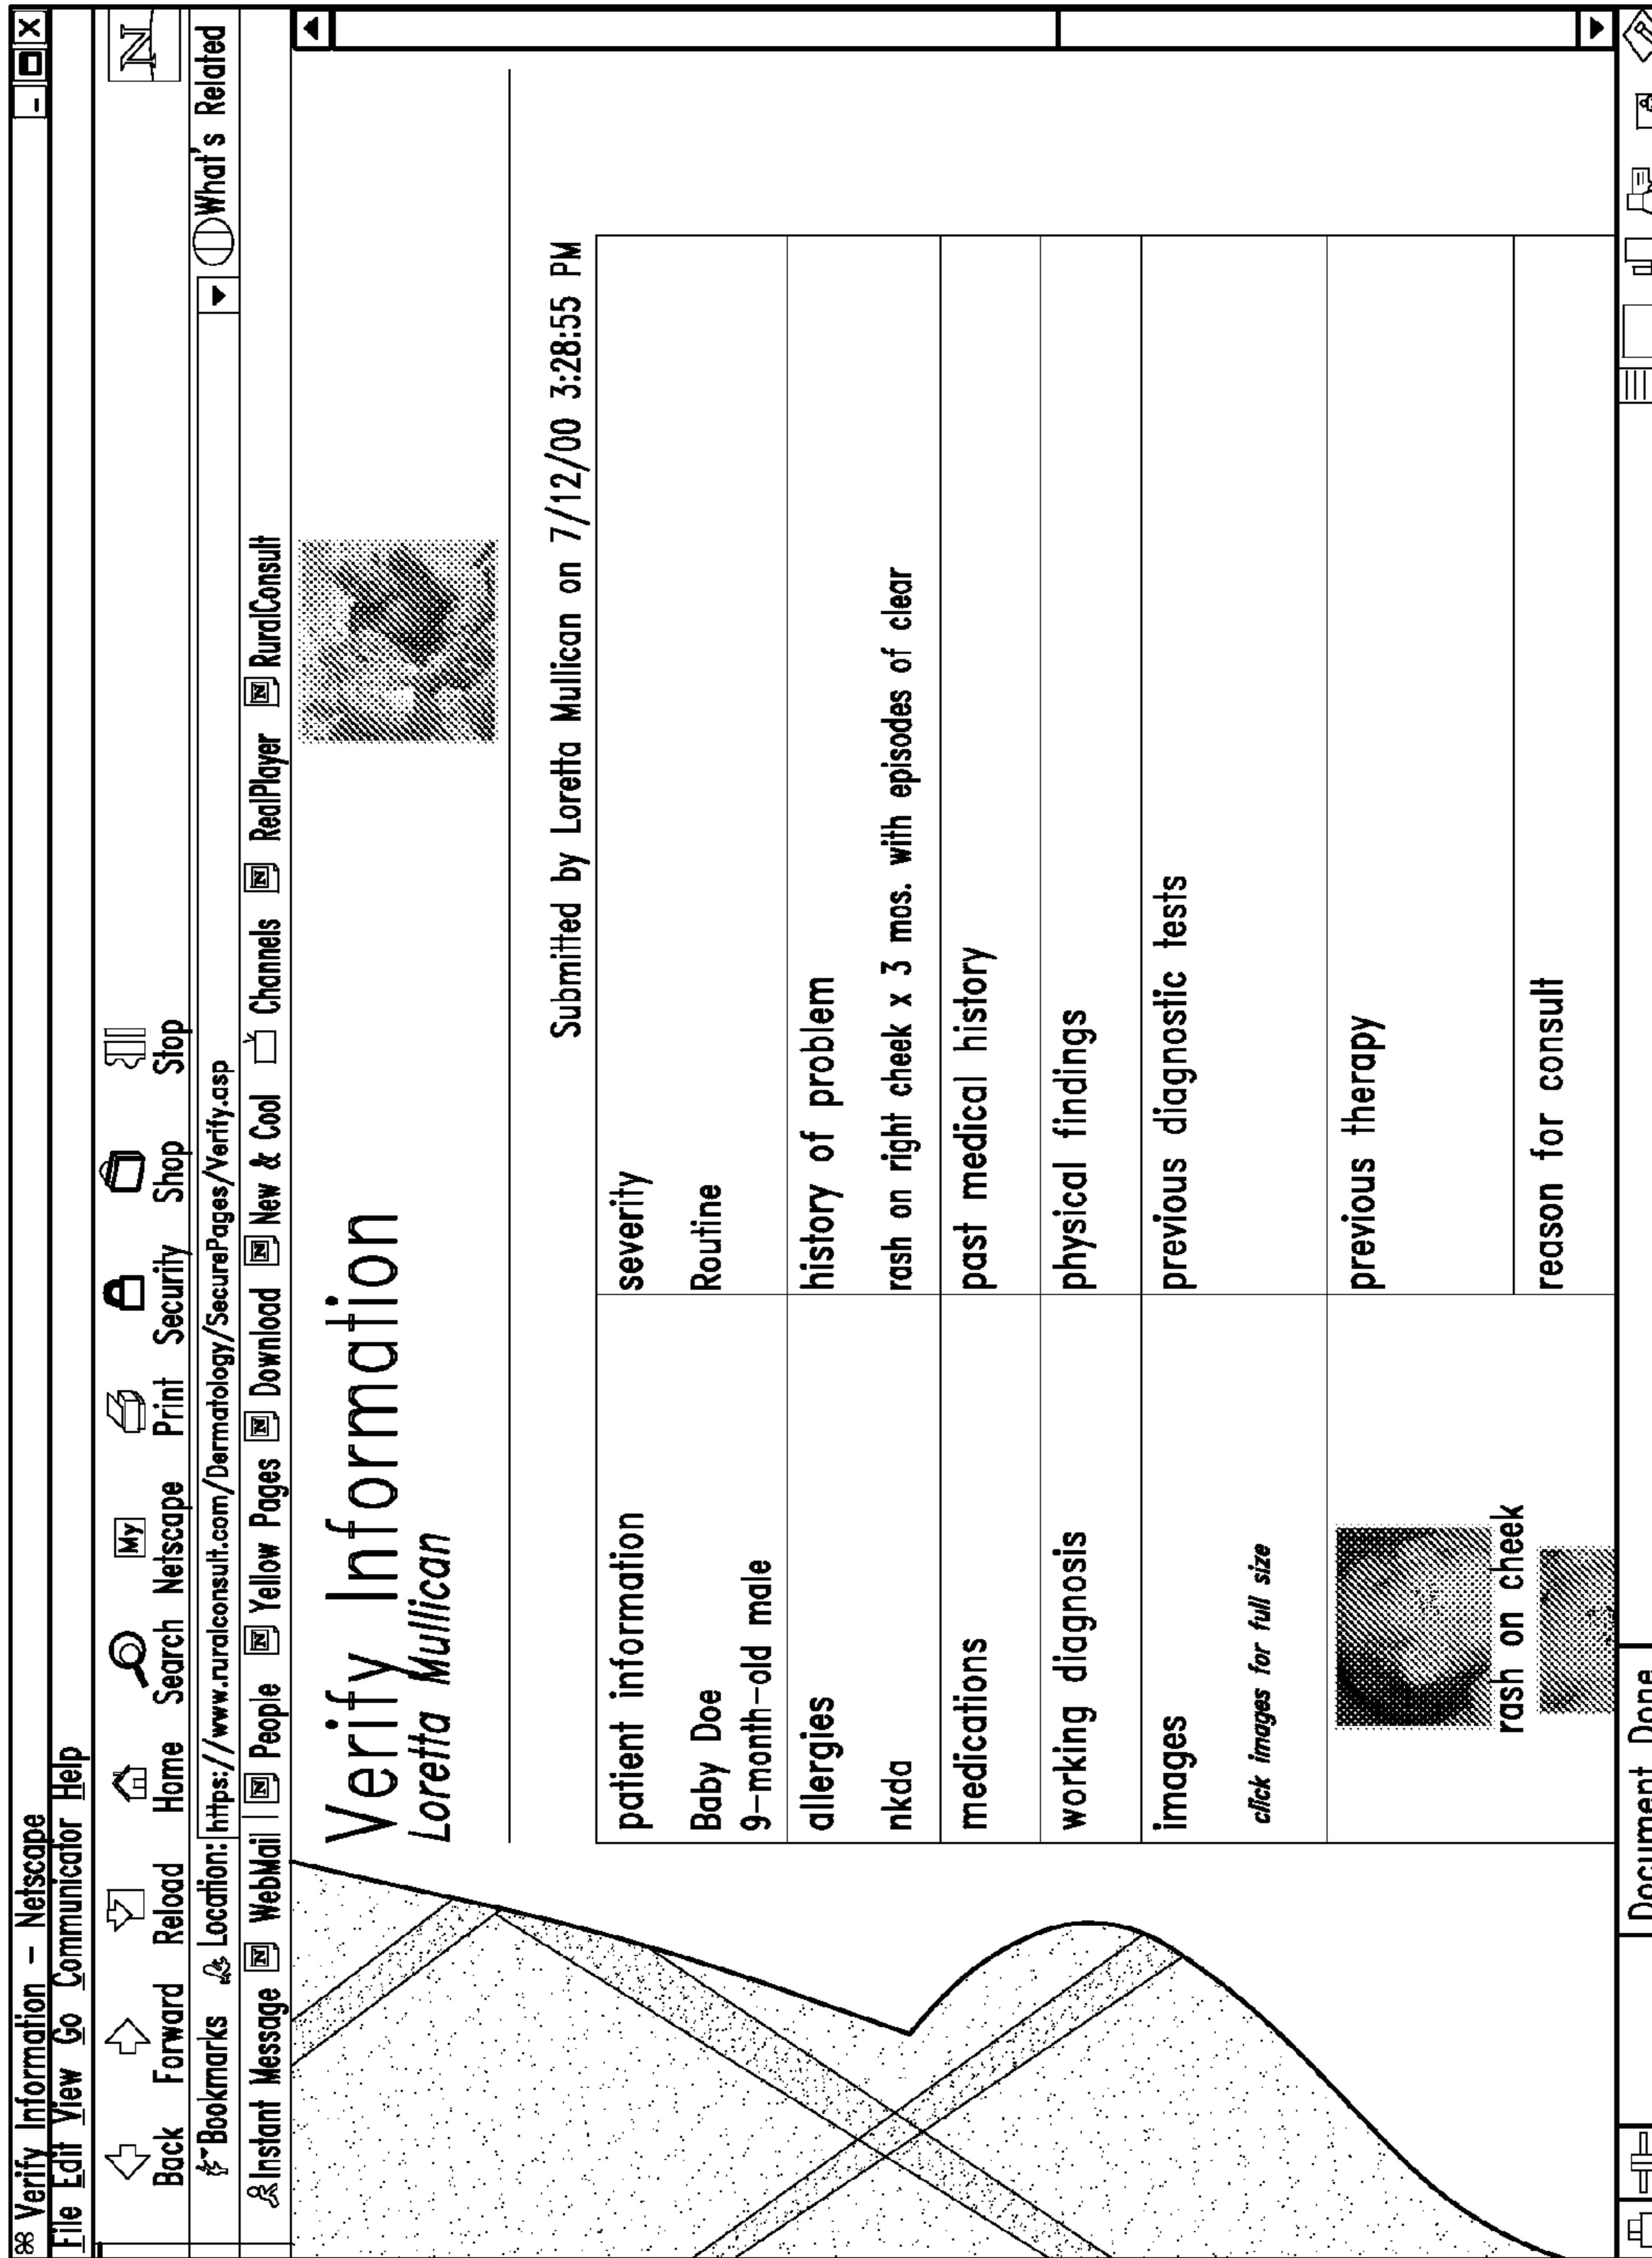 Verify Information - Netscape
File Edit View Go Communicator Help
Back Forward Reload Home Search Netscape Print Security Shop Stop
My
N
Bookmarks Location: https://www.ruralconsult.com/Dermatology/SecurePages/Verify.asp What's Related
Instant Message WebMail People Yellow Pages Download New & Cool Channels RealPlayer RuralConsult
Verify Information
Loretta Mullican
Submitted by Loretta Mullican on 7/12/00 3:28:55 PM
patient information
Baby Doe
9-month-old male
severity
Routine
allergies
nkda
history of problem
rash on right cheek x 3 mos. with episodes of clear
medications
past medical history
working diagnosis
physical findings
images
click images for full size
previous diagnostic tests
rash on cheek
previous therapy
reason for consult
Document Done